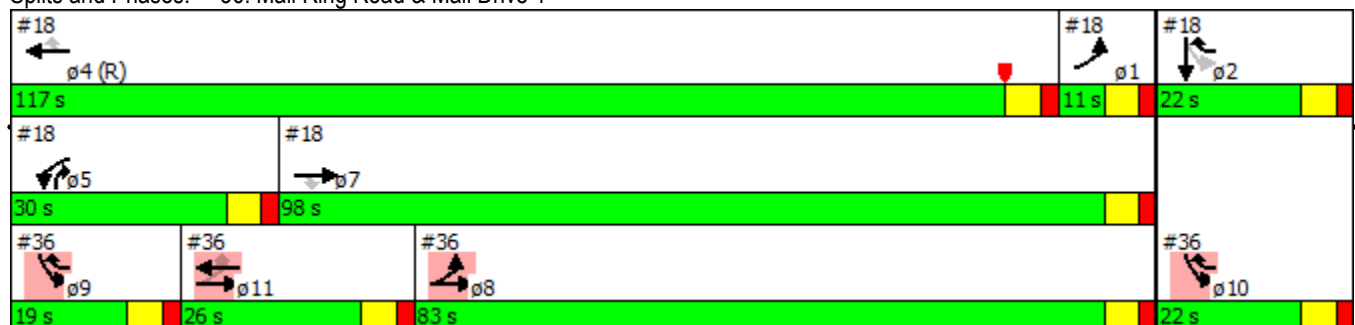 Splits and Phases: 36: Mall Ring Road & Mall Drive 1
#18 #18 #18
ø4 (R) ø1 ø2
117 s 11 s 22 s
#18 #18
ø5 ø7
30 s 98 s
#36 #36 #36 #36
ø9 ø11 ø8 ø10
19 s 26 s 83 s 22 s